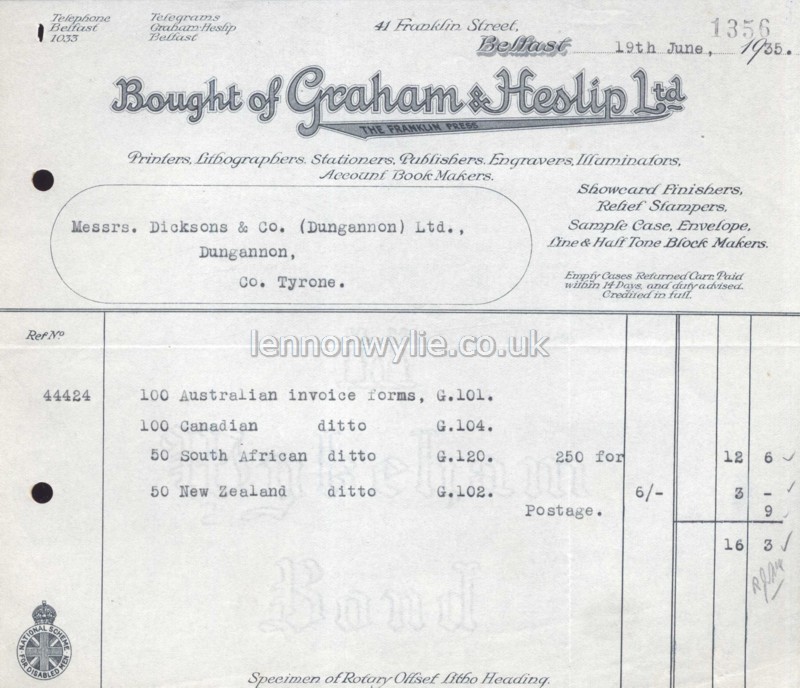 Telephone
Belfast
1033
Telegrams
Graham-Heslip
Belfast
41 Franklin Street,
1356
Belfast 19th June, 1935.
Bought of Graham & Heslip Ltd
THE FRANKLIN PRESS
Printers, Lithographers, Stationers, Publishers, Engravers, Illuminators,
Account Book Makers.
Showcard Finishers,
Relief Stampers,
Sample Case, Envelope,
Line & Half Tone Block Makers.
Messrs. Dicksons & Co. (Dungannon) Ltd.,
Dungannon,
Co. Tyrone.
Empty Cases Returned Carr. Paid
within 14 Days, and duty advised.
Credited in full.
Ref No
lennonwylie.co.uk
44424 100 Australian invoice forms, G.101.
100 Canadian ditto G.104.
50 South African ditto G.120. 250 for 12 6
50 New Zealand ditto G.102. 6/- 3 -
Postage. 9
16 3
Wykeham
Bond
NATIONAL SCHEME
FOR DISABLED MEN
Specimen of Rotary Offset Litho Heading.